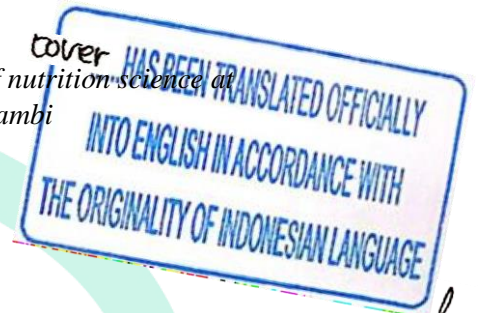 cover
f nutrition science at
ambi
....HAS BEEN TRANSLATED OFFICIALLY
INTO ENGLISH IN ACCORDANCE WITH
THE ORIGINALITY OF INDONESIAN LANGUAGE